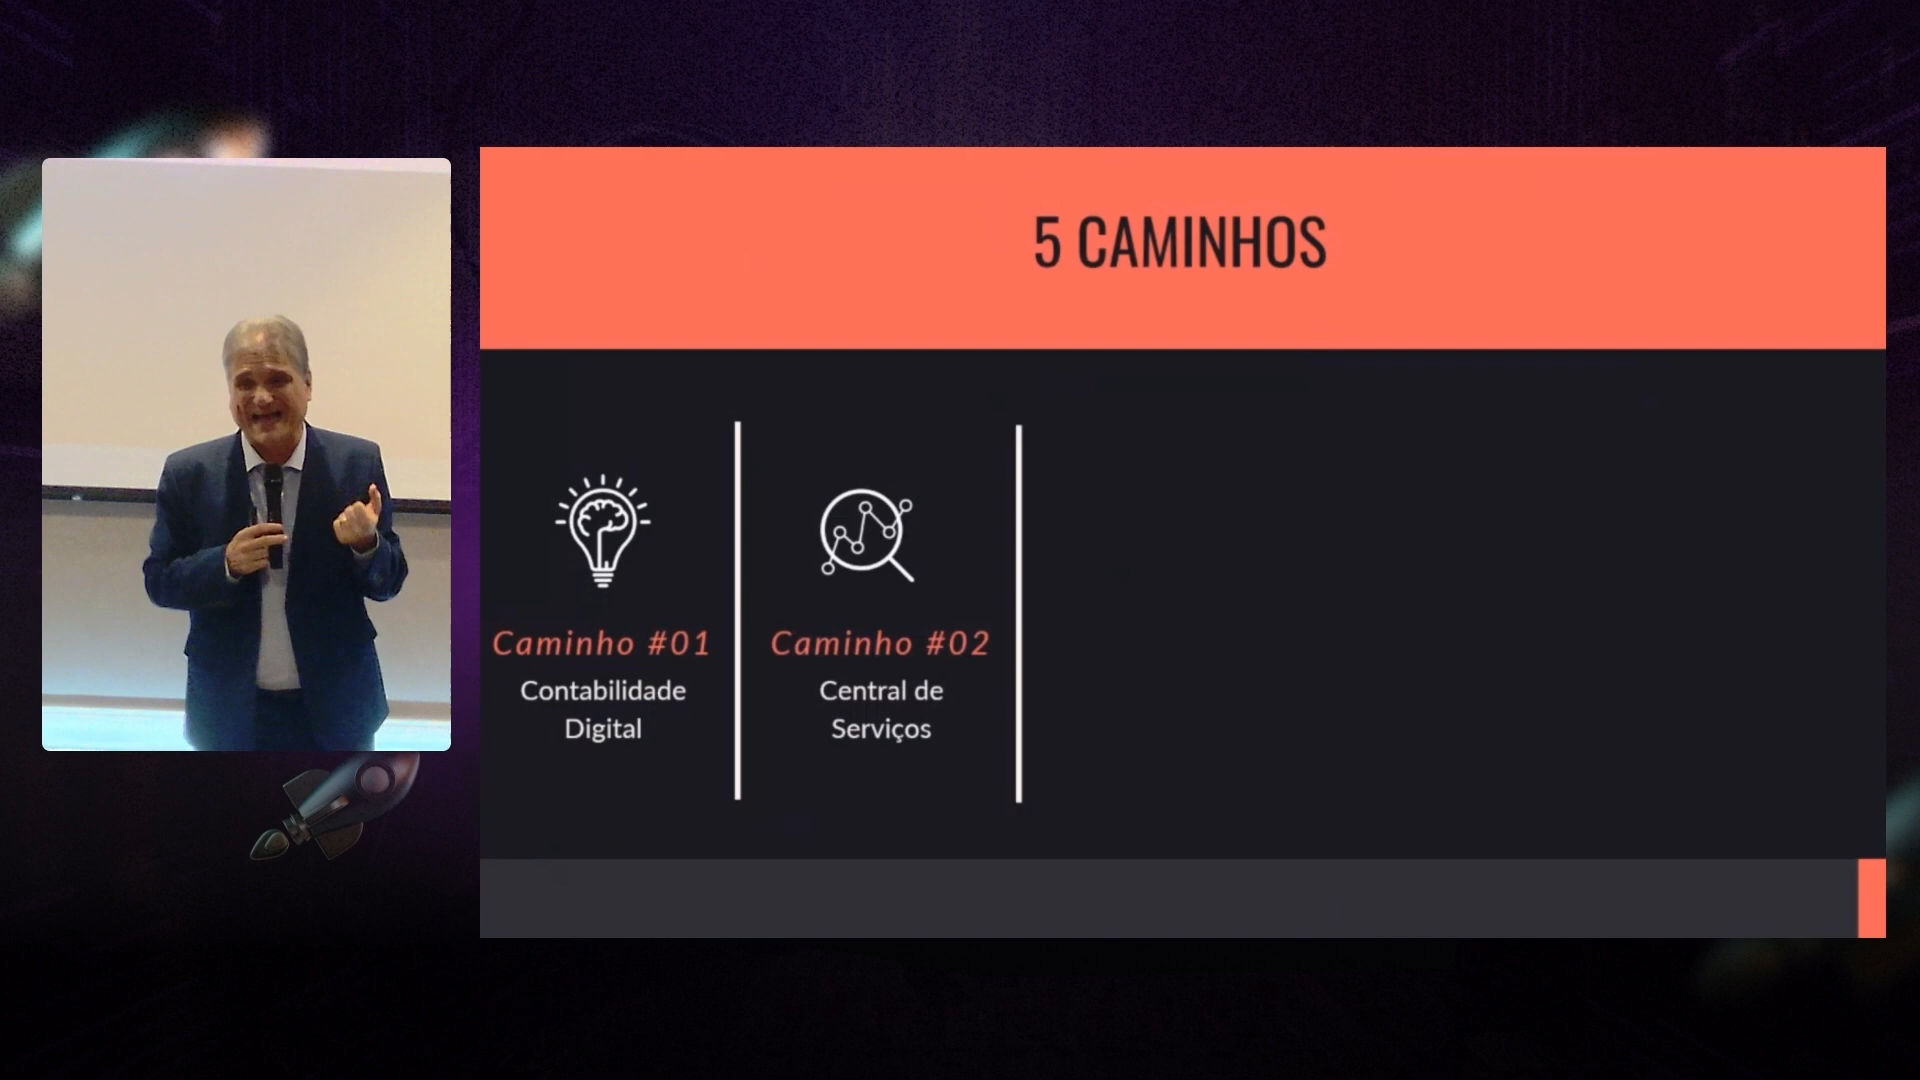 5 CAMINHOS
Caminho #01
Contabilidade
Digital
Caminho #02
Central de
Serviços